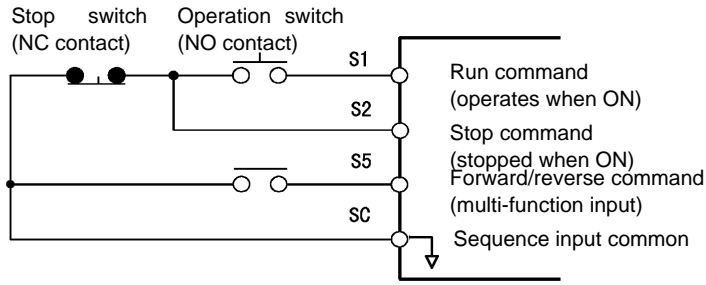 Stop switch
(NC contact)
Operation switch
(NO contact)
S1
Run command
(operates when ON)
S2
Stop command
(stopped when ON)
S5
Forward/reverse command
(multi-function input)
SC
Sequence input common